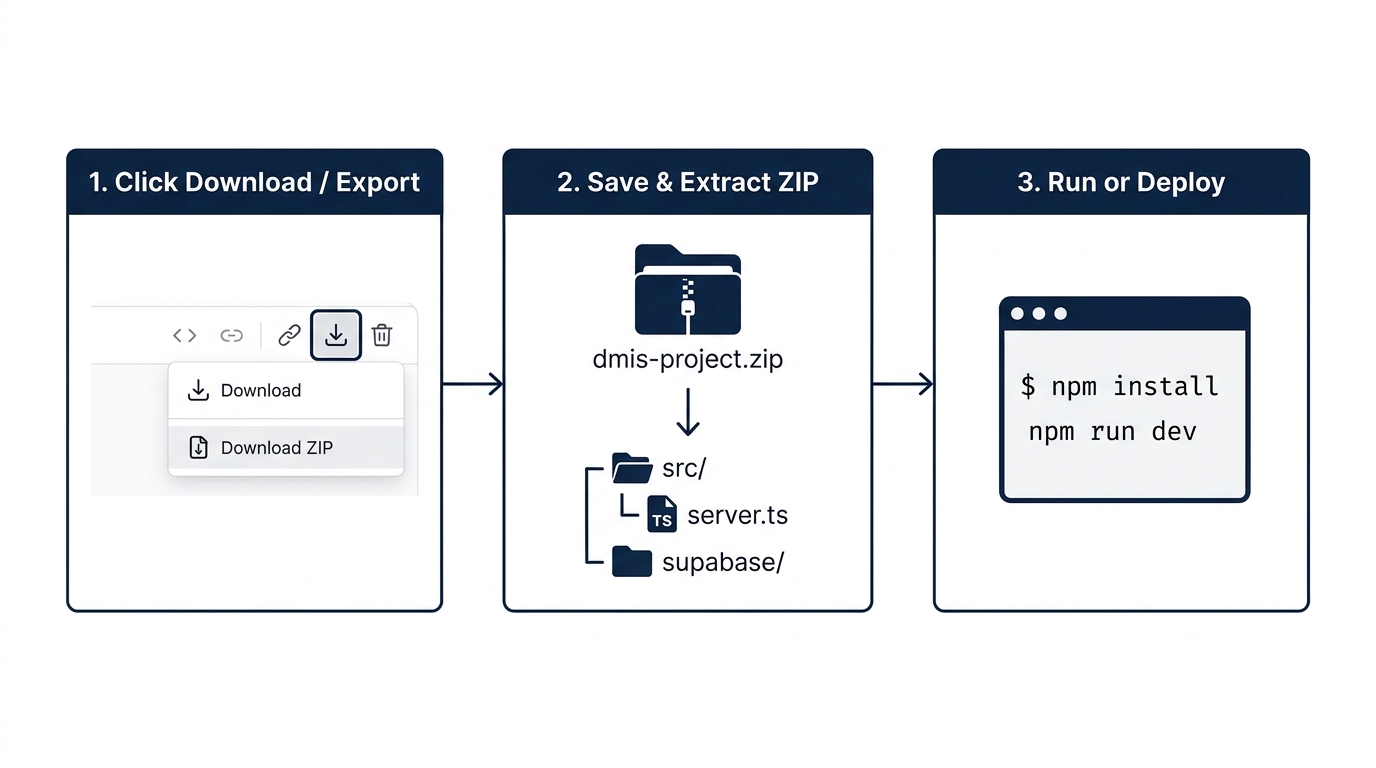 1. Click Download / Export
Download
Download ZIP
2. Save & Extract ZIP
dmis-project.zip
src/
TS server.ts
supabase/
3. Run or Deploy
$ npm install
npm run dev